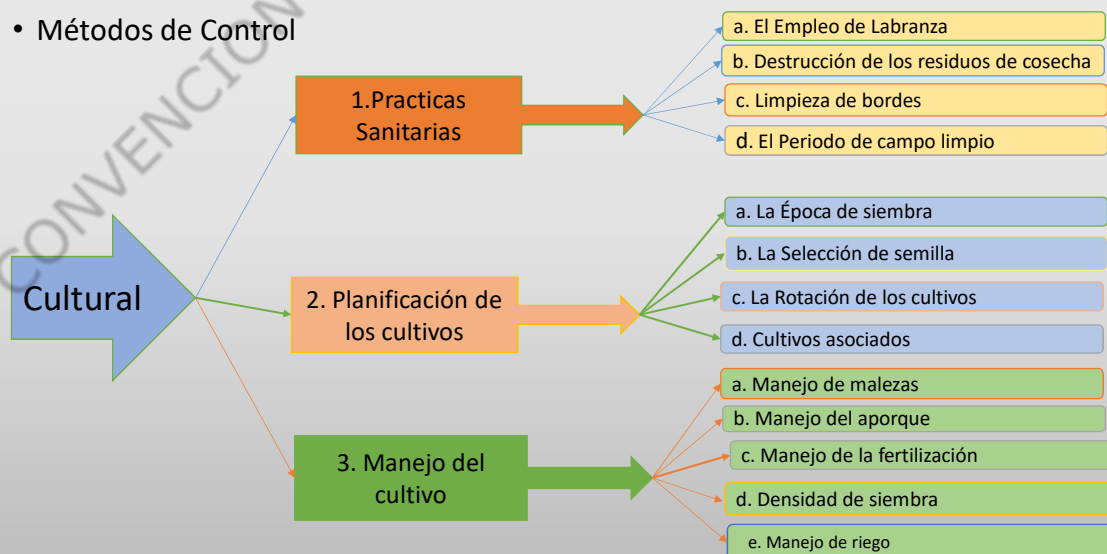 • Métodos de Control
CONVENCION
Cultural
1.Practicas
Sanitarias
a. El Empleo de Labranza
b. Destrucción de los residuos de cosecha
c. Limpieza de bordes
d. El Periodo de campo limpio
2. Planificación de
los cultivos
a. La Época de siembra
b. La Selección de semilla
c. La Rotación de los cultivos
d. Cultivos asociados
3. Manejo del
cultivo
a. Manejo de malezas
b. Manejo del aporque
c. Manejo de la fertilización
d. Densidad de siembra
e. Manejo de riego